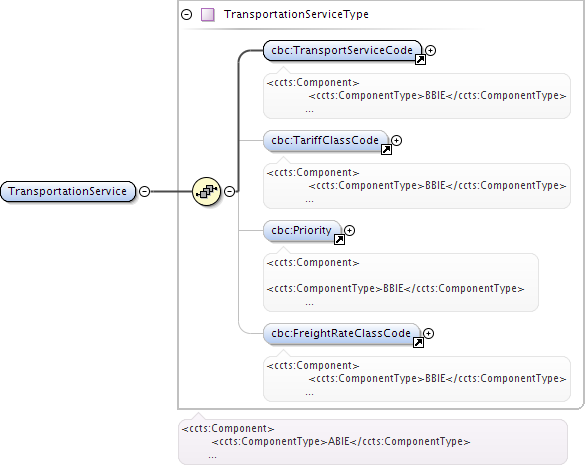 TransportationServiceType
cbc:TransportServiceCode
<ccts:Component>
<ccts:ComponentType>BBIE</ccts:ComponentType>
...
cbc:TariffClassCode
<ccts:Component>
<ccts:ComponentType>BBIE</ccts:ComponentType>
...
TransportationService
cbc:Priority
<ccts:Component>
<ccts:ComponentType>BBIE</ccts:ComponentType>
...
cbc:FreightRateClassCode
<ccts:Component>
<ccts:ComponentType>BBIE</ccts:ComponentType>
...
<ccts:Component>
<ccts:ComponentType>ABIE</ccts:ComponentType>
...